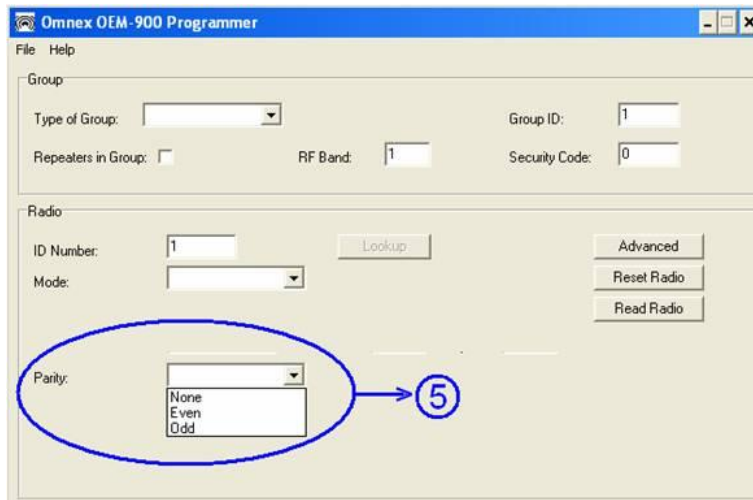 Omnex OEM-900 Programmer
File Help
Group
Type of Group: Group ID: 1
Repeaters in Group: RF Band: 1 Security Code: 0
Radio
ID Number: 1 Lookup Advanced
Mode: Reset Radio
Read Radio
Parity:
None
Even
Odd
5